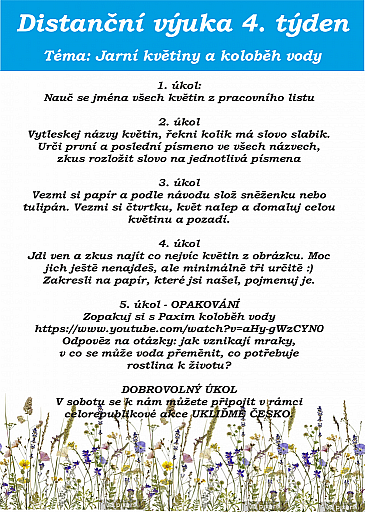 Distanční výuka 4. týden
Téma: Jarní květiny a koloběh vody
1. úkol:
Nauč se jména všech květin z pracovního listu
2. úkol
Vytleskej názvy květin, řekni kolik má slovo slabik.
Urči první a poslední písmeno ve všech názvech,
zkus rozložit slovo na jednotlivá písmena
3. úkol
Vezmi si papír a podle návodu slož sněženku nebo
tulipán. Vezmi si čtvrtku, květ nalep a domaluj celou
květinu a pozadí.
4. úkol
Jdi ven a zkus najít co nejvíc květin z obrázku. Moc
jich ještě nenajdeš, ale minimálně tři určitě :)
Zakresli na papír, které jsi našel, pojmenuj je.
5. úkol - OPAKOVÁNÍ
Zopakuj si s Paxim koloběh vody
https://www.youtube.com/watch?v=aHy-gWzCYN0
Odpověz na otázky: jak vznikají mraky,
v co se může voda přeměnit, co potřebuje
rostlina k životu?
DOBROVOLNÝ ÚKOL
V sobotu se k nám můžete připojit v rámci
celorepublikové akce UKLIĎME ČESKO.